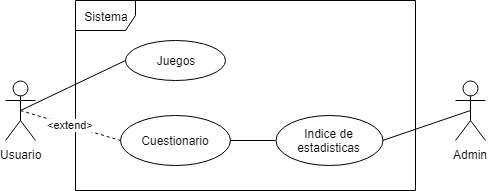 Sistema
Juegos
<extend>
Cuestionario
Indice de
estadisticas
Usuario
Admin